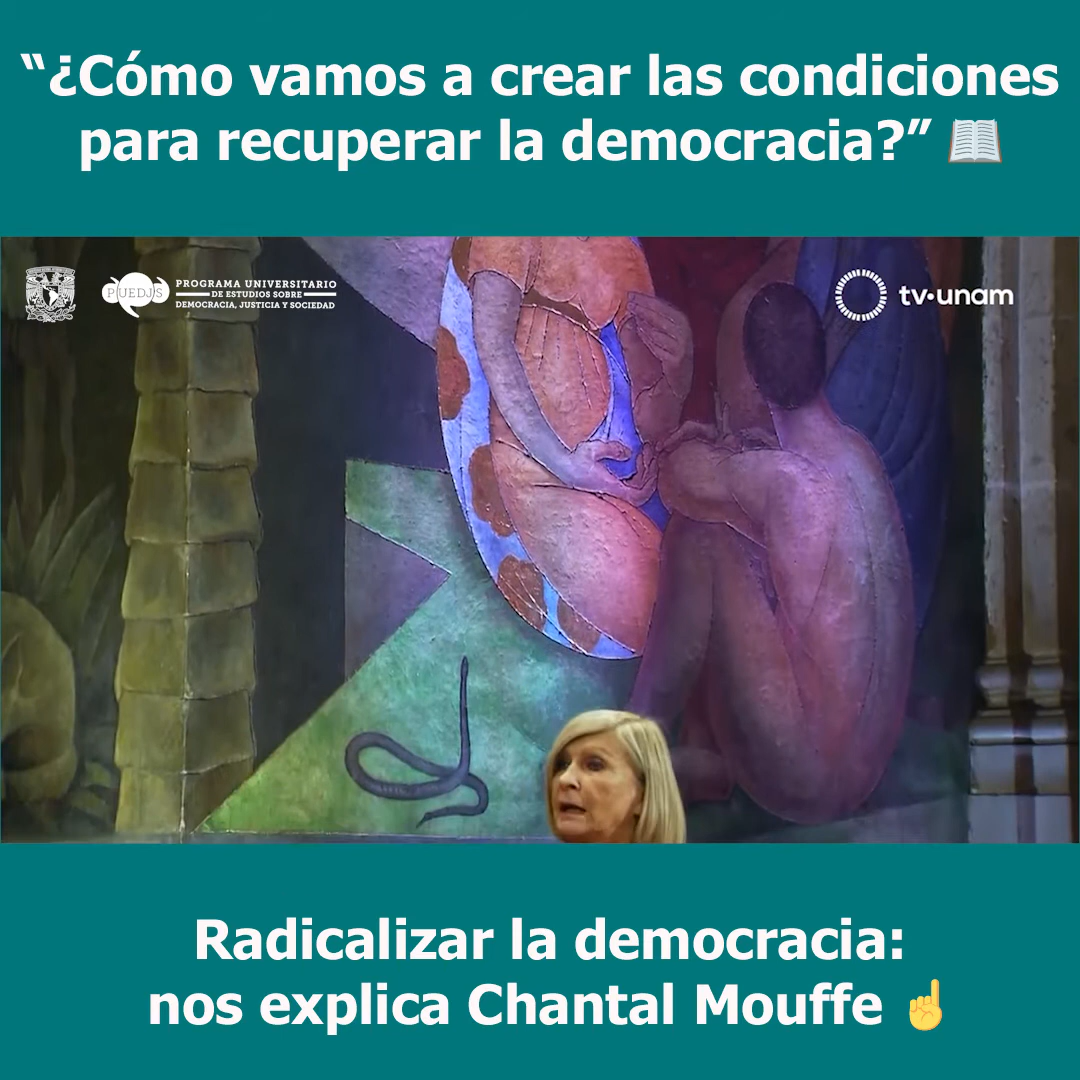 “¿Cómo vamos a crear las condiciones
para recuperar la democracia?” 📖
PUEDJS
PROGRAMA UNIVERSITARIO
DE ESTUDIOS SOBRE
DEMOCRACIA, JUSTICIA Y SOCIEDAD
tv·unam
Radicalizar la democracia:
nos explica Chantal Mouffe ☝️